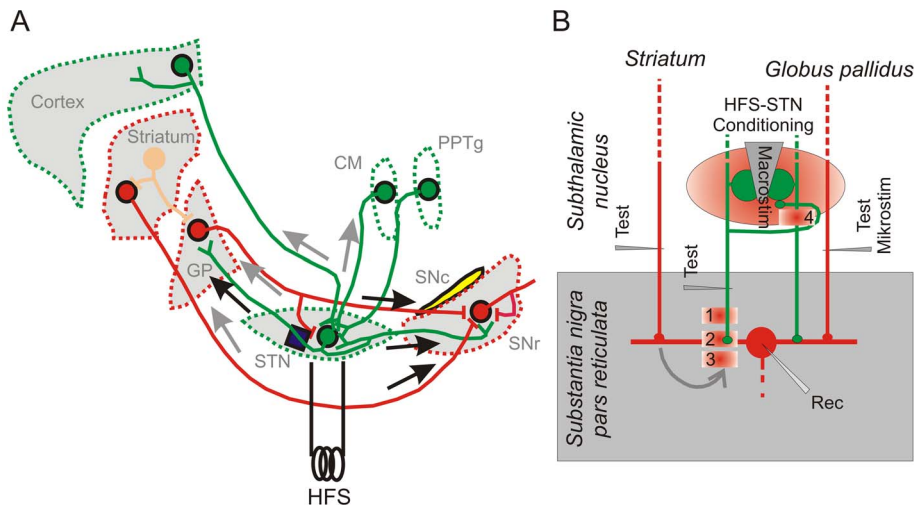 A
Cortex
Striatum
CM
PPTg
GP
SNc
STN
SNr
HFS
B
Striatum
Globus pallidus
HFS-STN
Conditioning
Subthalamic
nucleus
Macrostim
4
Test
Test
Test
Mikrostim
1
2
3
Substantia nigra
pars reticulata
Rec